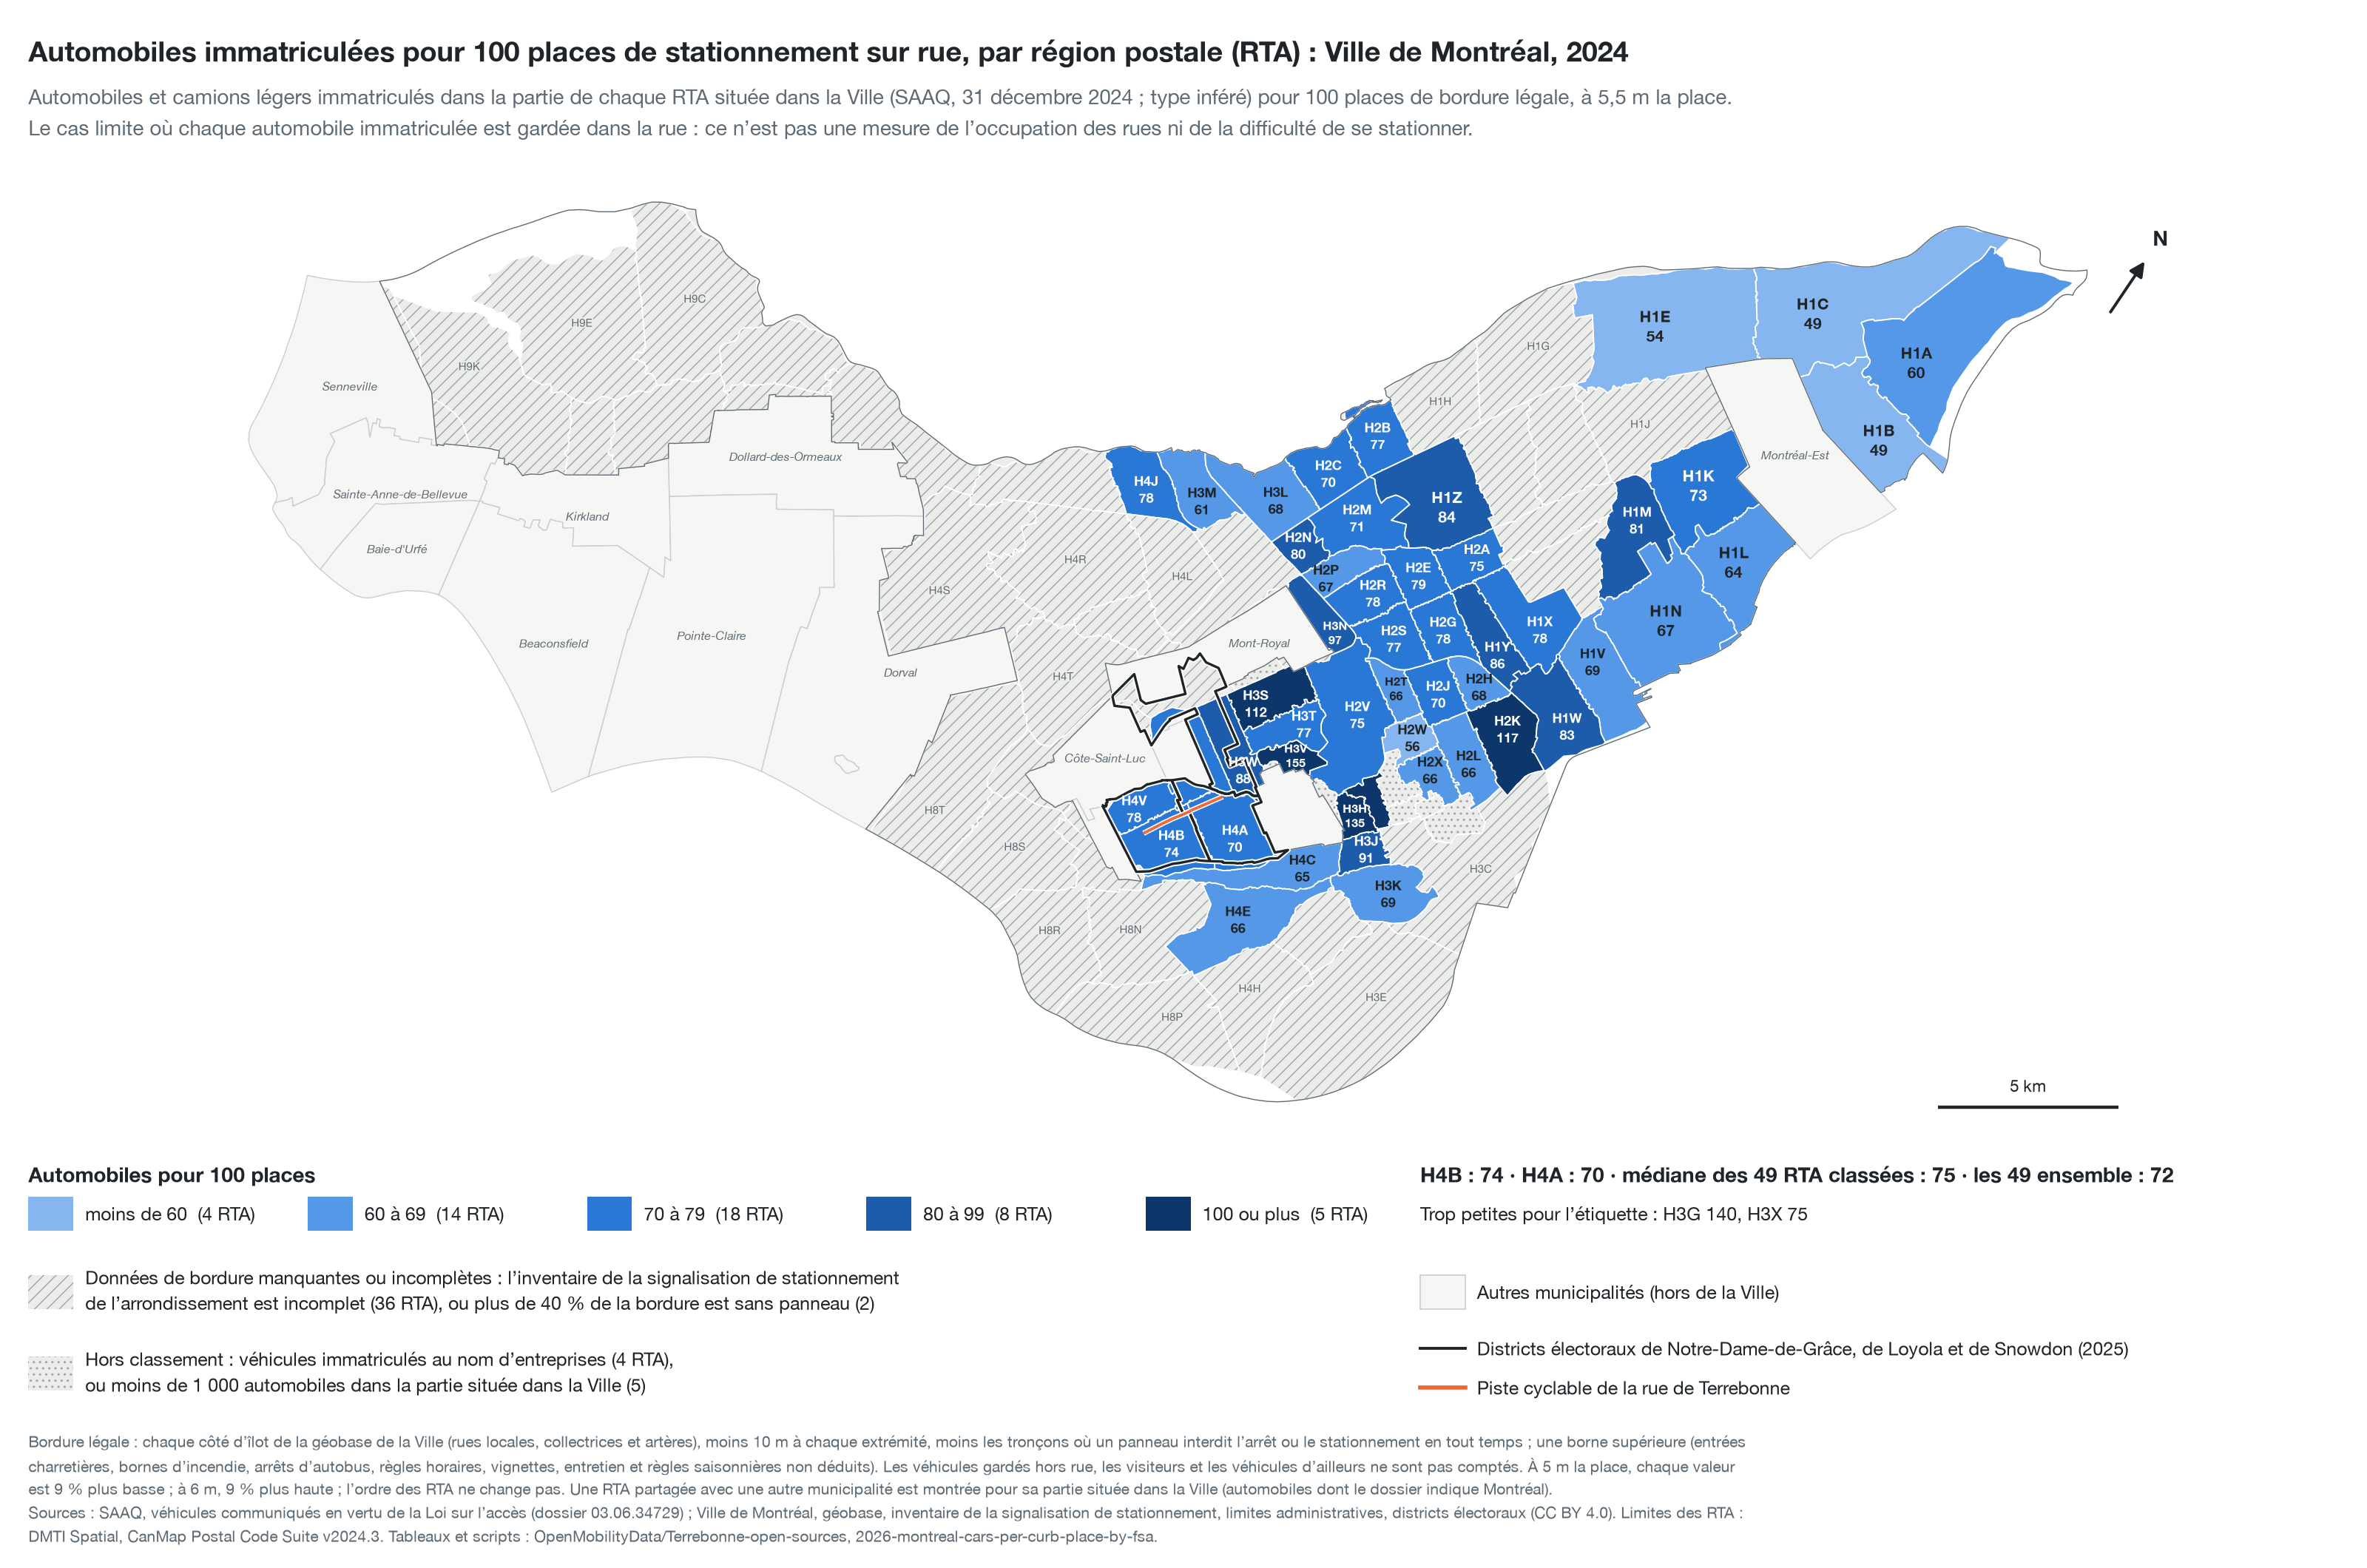 Automobiles immatriculées pour 100 places de stationnement sur rue, par région postale (RTA) : Ville de Montréal, 2024
Automobiles et camions légers immatriculés dans la partie de chaque RTA située dans la Ville (SAAQ, 31 décembre 2024 ; type inféré) pour 100 places de bordure légale, à 5,5 m la place.
Le cas limite où chaque automobile immatriculée est gardée dans la rue : ce n’est pas une mesure de l’occupation des rues ni de la difficulté de se stationner.
N
H9C
H9E
H9K
Senneville
Sainte-Anne-de-Bellevue
Baie-d'Urfé
Kirkland
Dollard-des-Ormeaux
Beaconsfield
Pointe-Claire
Dorval
H1E
54
H1C
49
H1A
60
H1B
49
H1G
H1H
H1J
Montréal-Est
H2B
77
H2C
70
H1Z
84
H1K
73
H1M
81
H1L
64
H4J
78
H3M
61
H3L
68
H2M
71
H2N
80
H2P
67
H2A
75
H2E
79
H2R
78
H4R
H4L
H4S
H4T
H1N
67
H3N
97
H2S
77
H2G
78
H1X
78
H1Y
86
H1V
69
Mont-Royal
H3S
112
H2V
75
H2T
66
H2J
70
H2H
68
H3T
77
H2W
56
H2K
117
H1W
83
H3V
155
H3W
88
H2X
66
H2L
66
Côte-Saint-Luc
H4V
78
H4B
74
H4A
70
H3H
135
H3J
91
H4C
65
H3K
69
H3C
H8T
H8S
H8R
H8N
H4E
66
H4H
H3E
H8P
5 km
Automobiles pour 100 places
moins de 60 (4 RTA)
60 à 69 (14 RTA)
70 à 79 (18 RTA)
80 à 99 (8 RTA)
100 ou plus (5 RTA)
H4B : 74 · H4A : 70 · médiane des 49 RTA classées : 75 · les 49 ensemble : 72
Trop petites pour l’étiquette : H3G 140, H3X 75
Données de bordure manquantes ou incomplètes : l’inventaire de la signalisation de stationnement
de l’arrondissement est incomplet (36 RTA), ou plus de 40 % de la bordure est sans panneau (2)
Autres municipalités (hors de la Ville)
Hors classement : véhicules immatriculés au nom d’entreprises (4 RTA),
ou moins de 1 000 automobiles dans la partie située dans la Ville (5)
Districts électoraux de Notre-Dame-de-Grâce, de Loyola et de Snowdon (2025)
Piste cyclable de la rue de Terrebonne
Bordure légale : chaque côté d’îlot de la géobase de la Ville (rues locales, collectrices et artères), moins 10 m à chaque extrémité, moins les tronçons où un panneau interdit l’arrêt ou le stationnement en tout temps ; une borne supérieure (entrées
charretières, bornes d’incendie, arrêts d’autobus, règles horaires, vignettes, entretien et règles saisonnières non déduits). Les véhicules gardés hors rue, les visiteurs et les véhicules d’ailleurs ne sont pas comptés. À 5 m la place, chaque valeur
est 9 % plus basse ; à 6 m, 9 % plus haute ; l’ordre des RTA ne change pas. Une RTA partagée avec une autre municipalité est montrée pour sa partie située dans la Ville (automobiles dont le dossier indique Montréal).
Sources : SAAQ, véhicules communiqués en vertu de la Loi sur l’accès (dossier 03.06.34729) ; Ville de Montréal, géobase, inventaire de la signalisation de stationnement, limites administratives, districts électoraux (CC BY 4.0). Limites des RTA :
DMTI Spatial, CanMap Postal Code Suite v2024.3. Tableaux et scripts : OpenMobilityData/Terrebonne-open-sources, 2026-montreal-cars-per-curb-place-by-fsa.